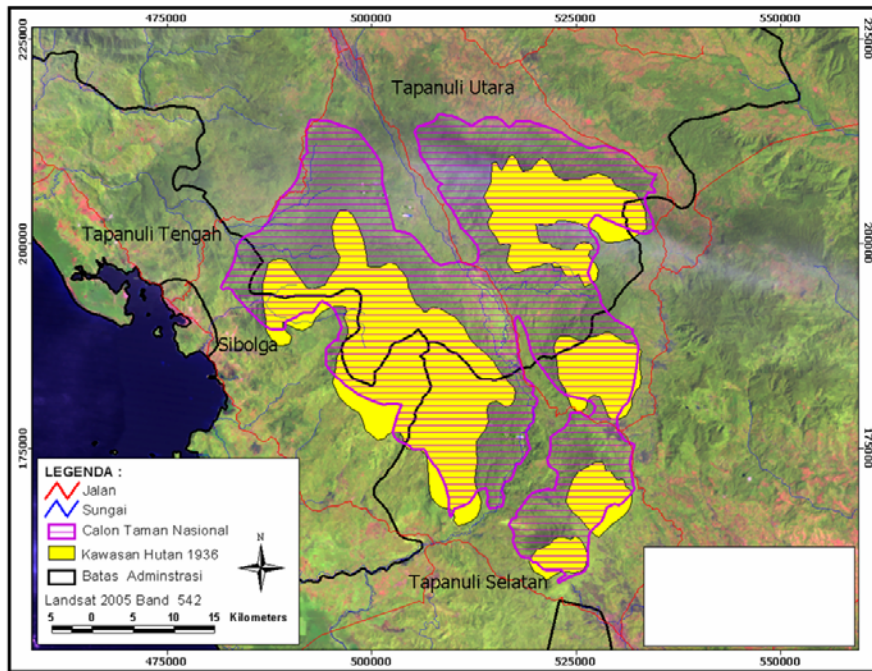 475000 500000 525000 550000
225000 225000
Tapanuli Utara
200000 200000
Tapanuli Tengah
Sibolga
175000 175000
LEGENDA :
Jalan
Sungai
Calon Taman Nasional
Kawasan Hutan 1936
Batas Adminstrasi
Landsat 2005 Band 542
5 0 5 10 15 Kilometers
N
Tapanuli Selatan
475000 500000 525000 550000